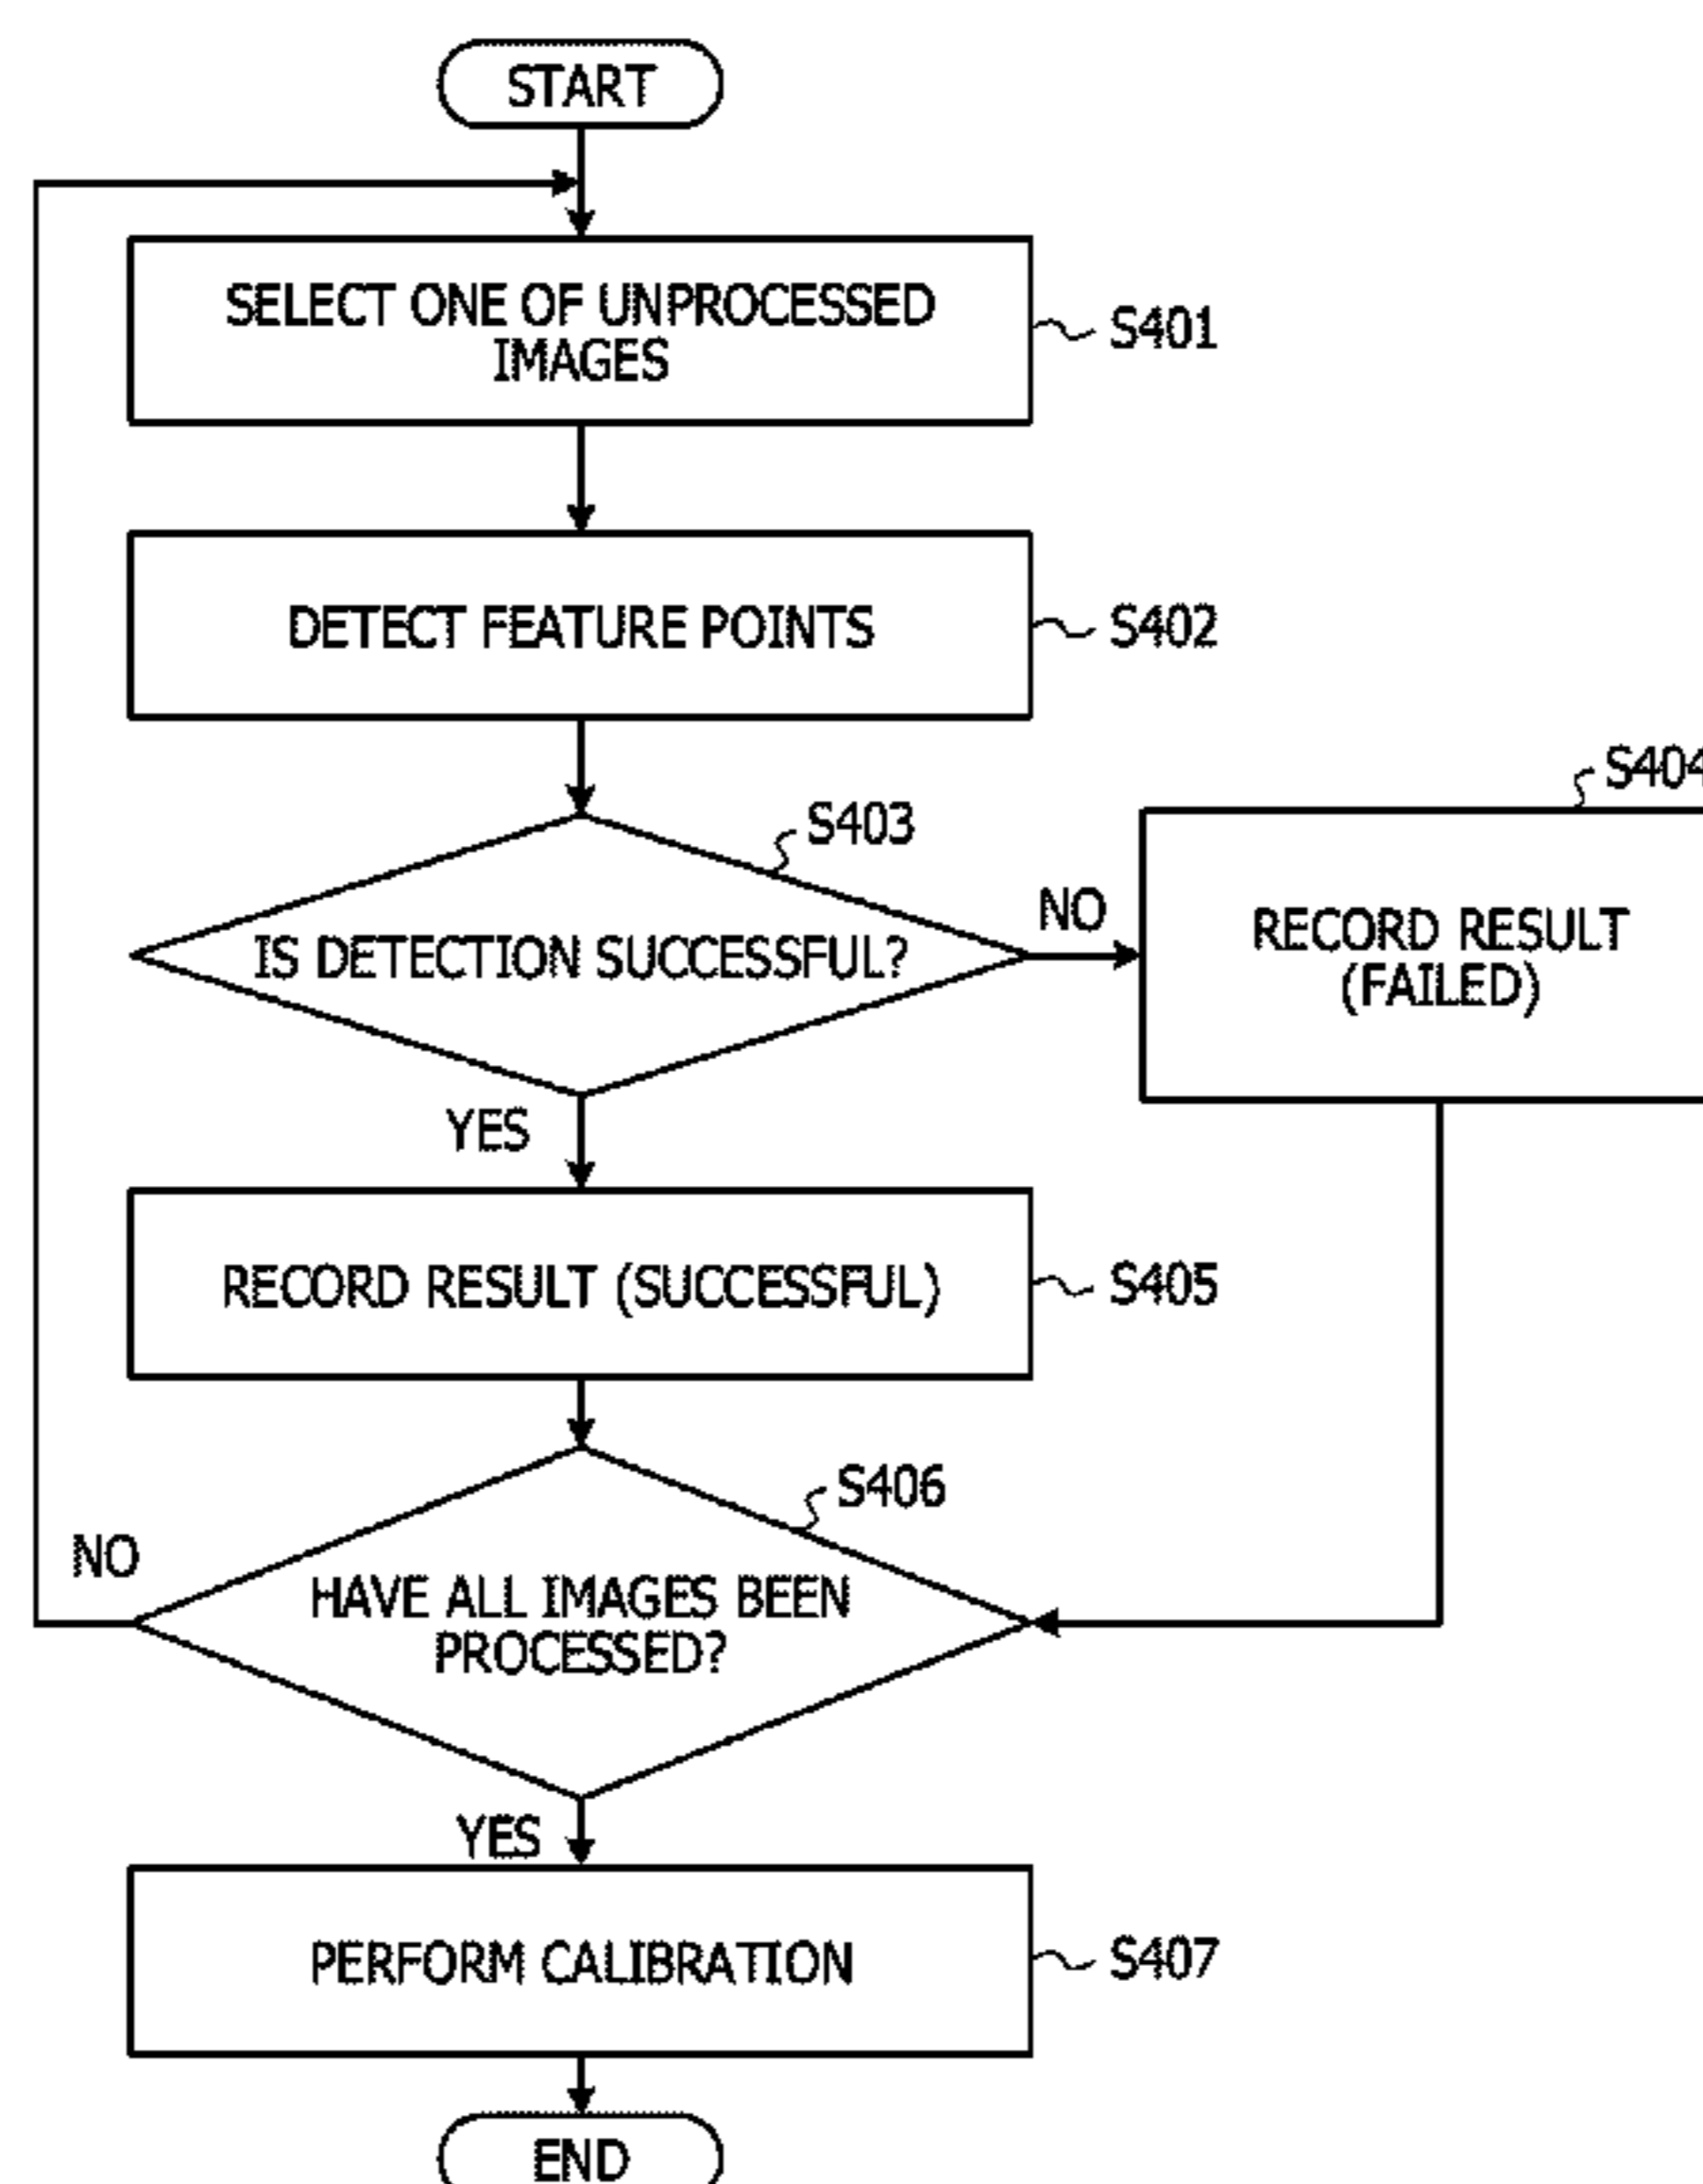 START
SELECT ONE OF UNPROCESSED
IMAGES
S401
DETECT FEATURE POINTS
S402
S403
IS DETECTION SUCCESSFUL?
NO
S404
RECORD RESULT
(FAILED)
YES
RECORD RESULT (SUCCESSFUL)
S405
S406
NO
HAVE ALL IMAGES BEEN
PROCESSED?
YES
PERFORM CALIBRATION
S407
END